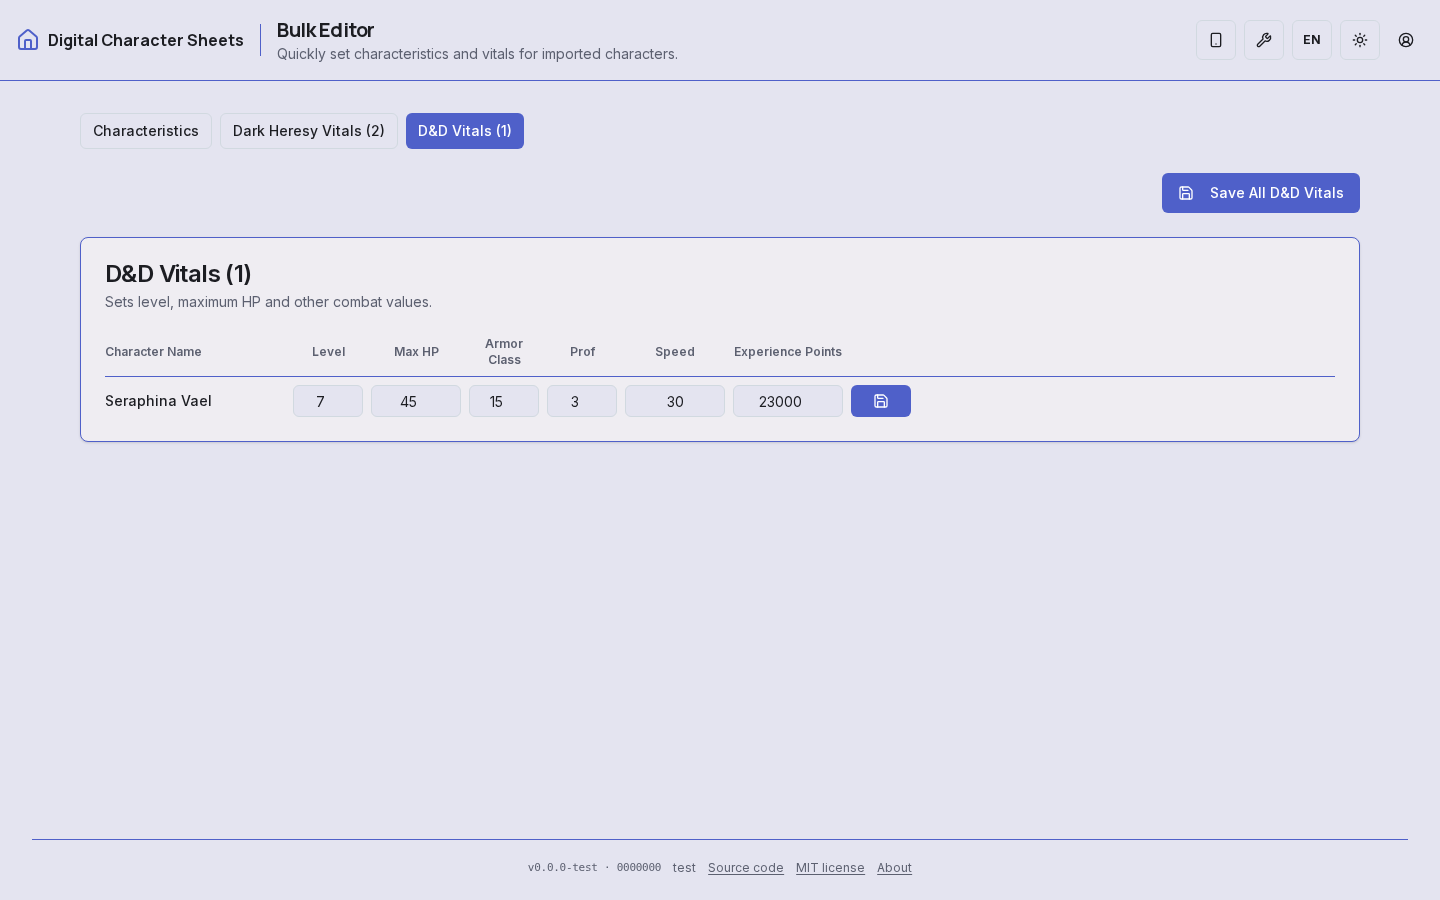 Digital Character Sheets
Bulk Editor
Quickly set characteristics and vitals for imported characters.
EN
Characteristics
Dark Heresy Vitals (2)
D&D Vitals (1)
Save All D&D Vitals
D&D Vitals (1)
Sets level, maximum HP and other combat values.
Character Name Level Max HP Armor Class Prof Speed Experience Points
Seraphina Vael 7 45 15 3 30 23000
v0.0.0-test · 0000000 test Source code MIT license About